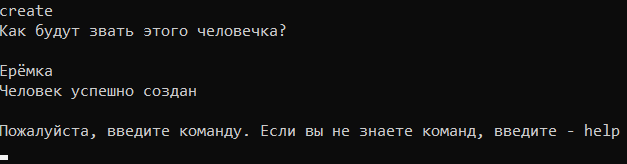 create
Как будут звать этого человечка?
Ерёмка
Человек успешно создан
Пожалуйста, введите команду. Если вы не знаете команд, введите - help